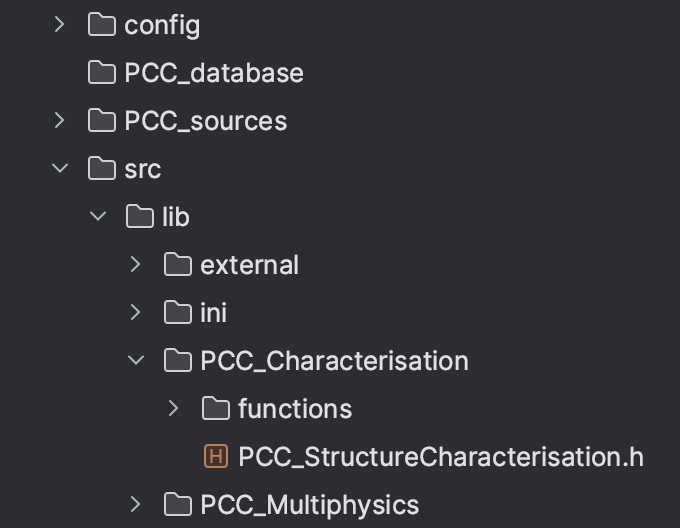 config
PCC_database
PCC_sources
src
lib
external
ini
PCC_Characterisation
functions
H PCC_StructureCharacterisation.h
PCC_Multiphysics